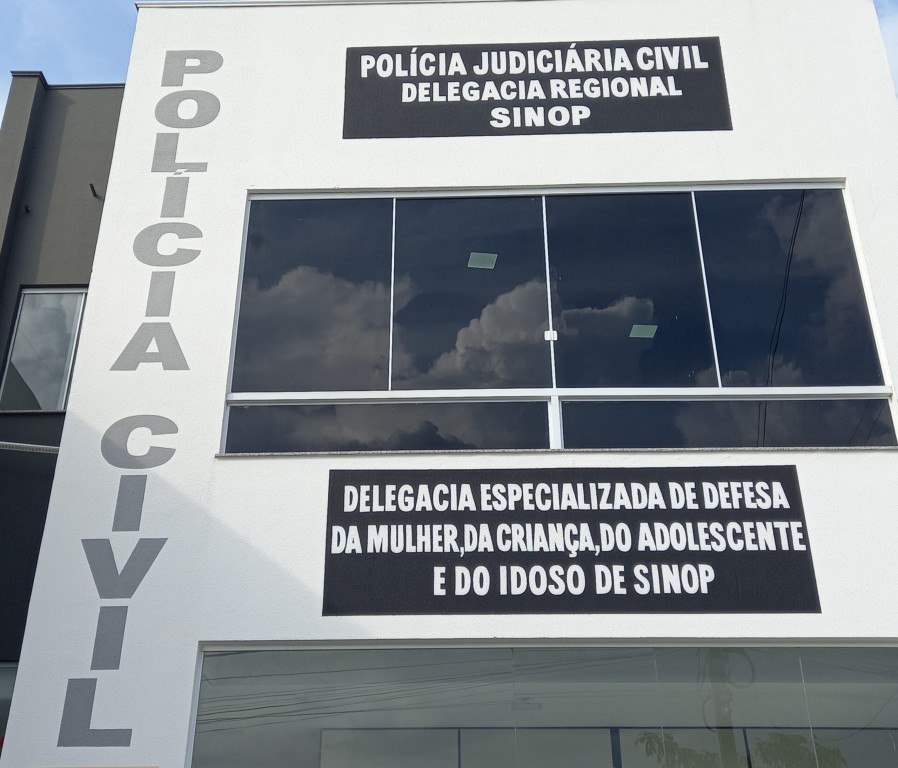 POLÍCIA CIVIL
POLÍCIA JUDICIÁRIA CIVIL
DELEGACIA REGIONAL
SINOP
DELEGACIA ESPECIALIZADA DE DEFESA
DA MULHER,DA CRIANÇA,DO ADOLESCENTE
E DO IDOSO DE SINOP